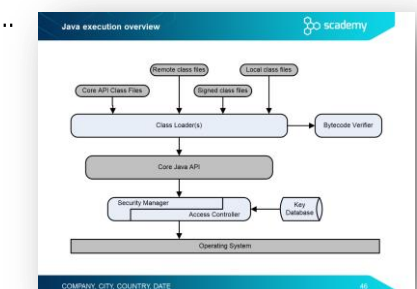 ..
Java execution overview
scademy
Remote class files
Local class files
Core API Class Files
Signed class files
Class Loader(s)
Bytecode Verifier
Core Java API
Security Manager
Access Controller
Key
Database
Operating System
COMPANY, CITY, COUNTRY, DATE
46